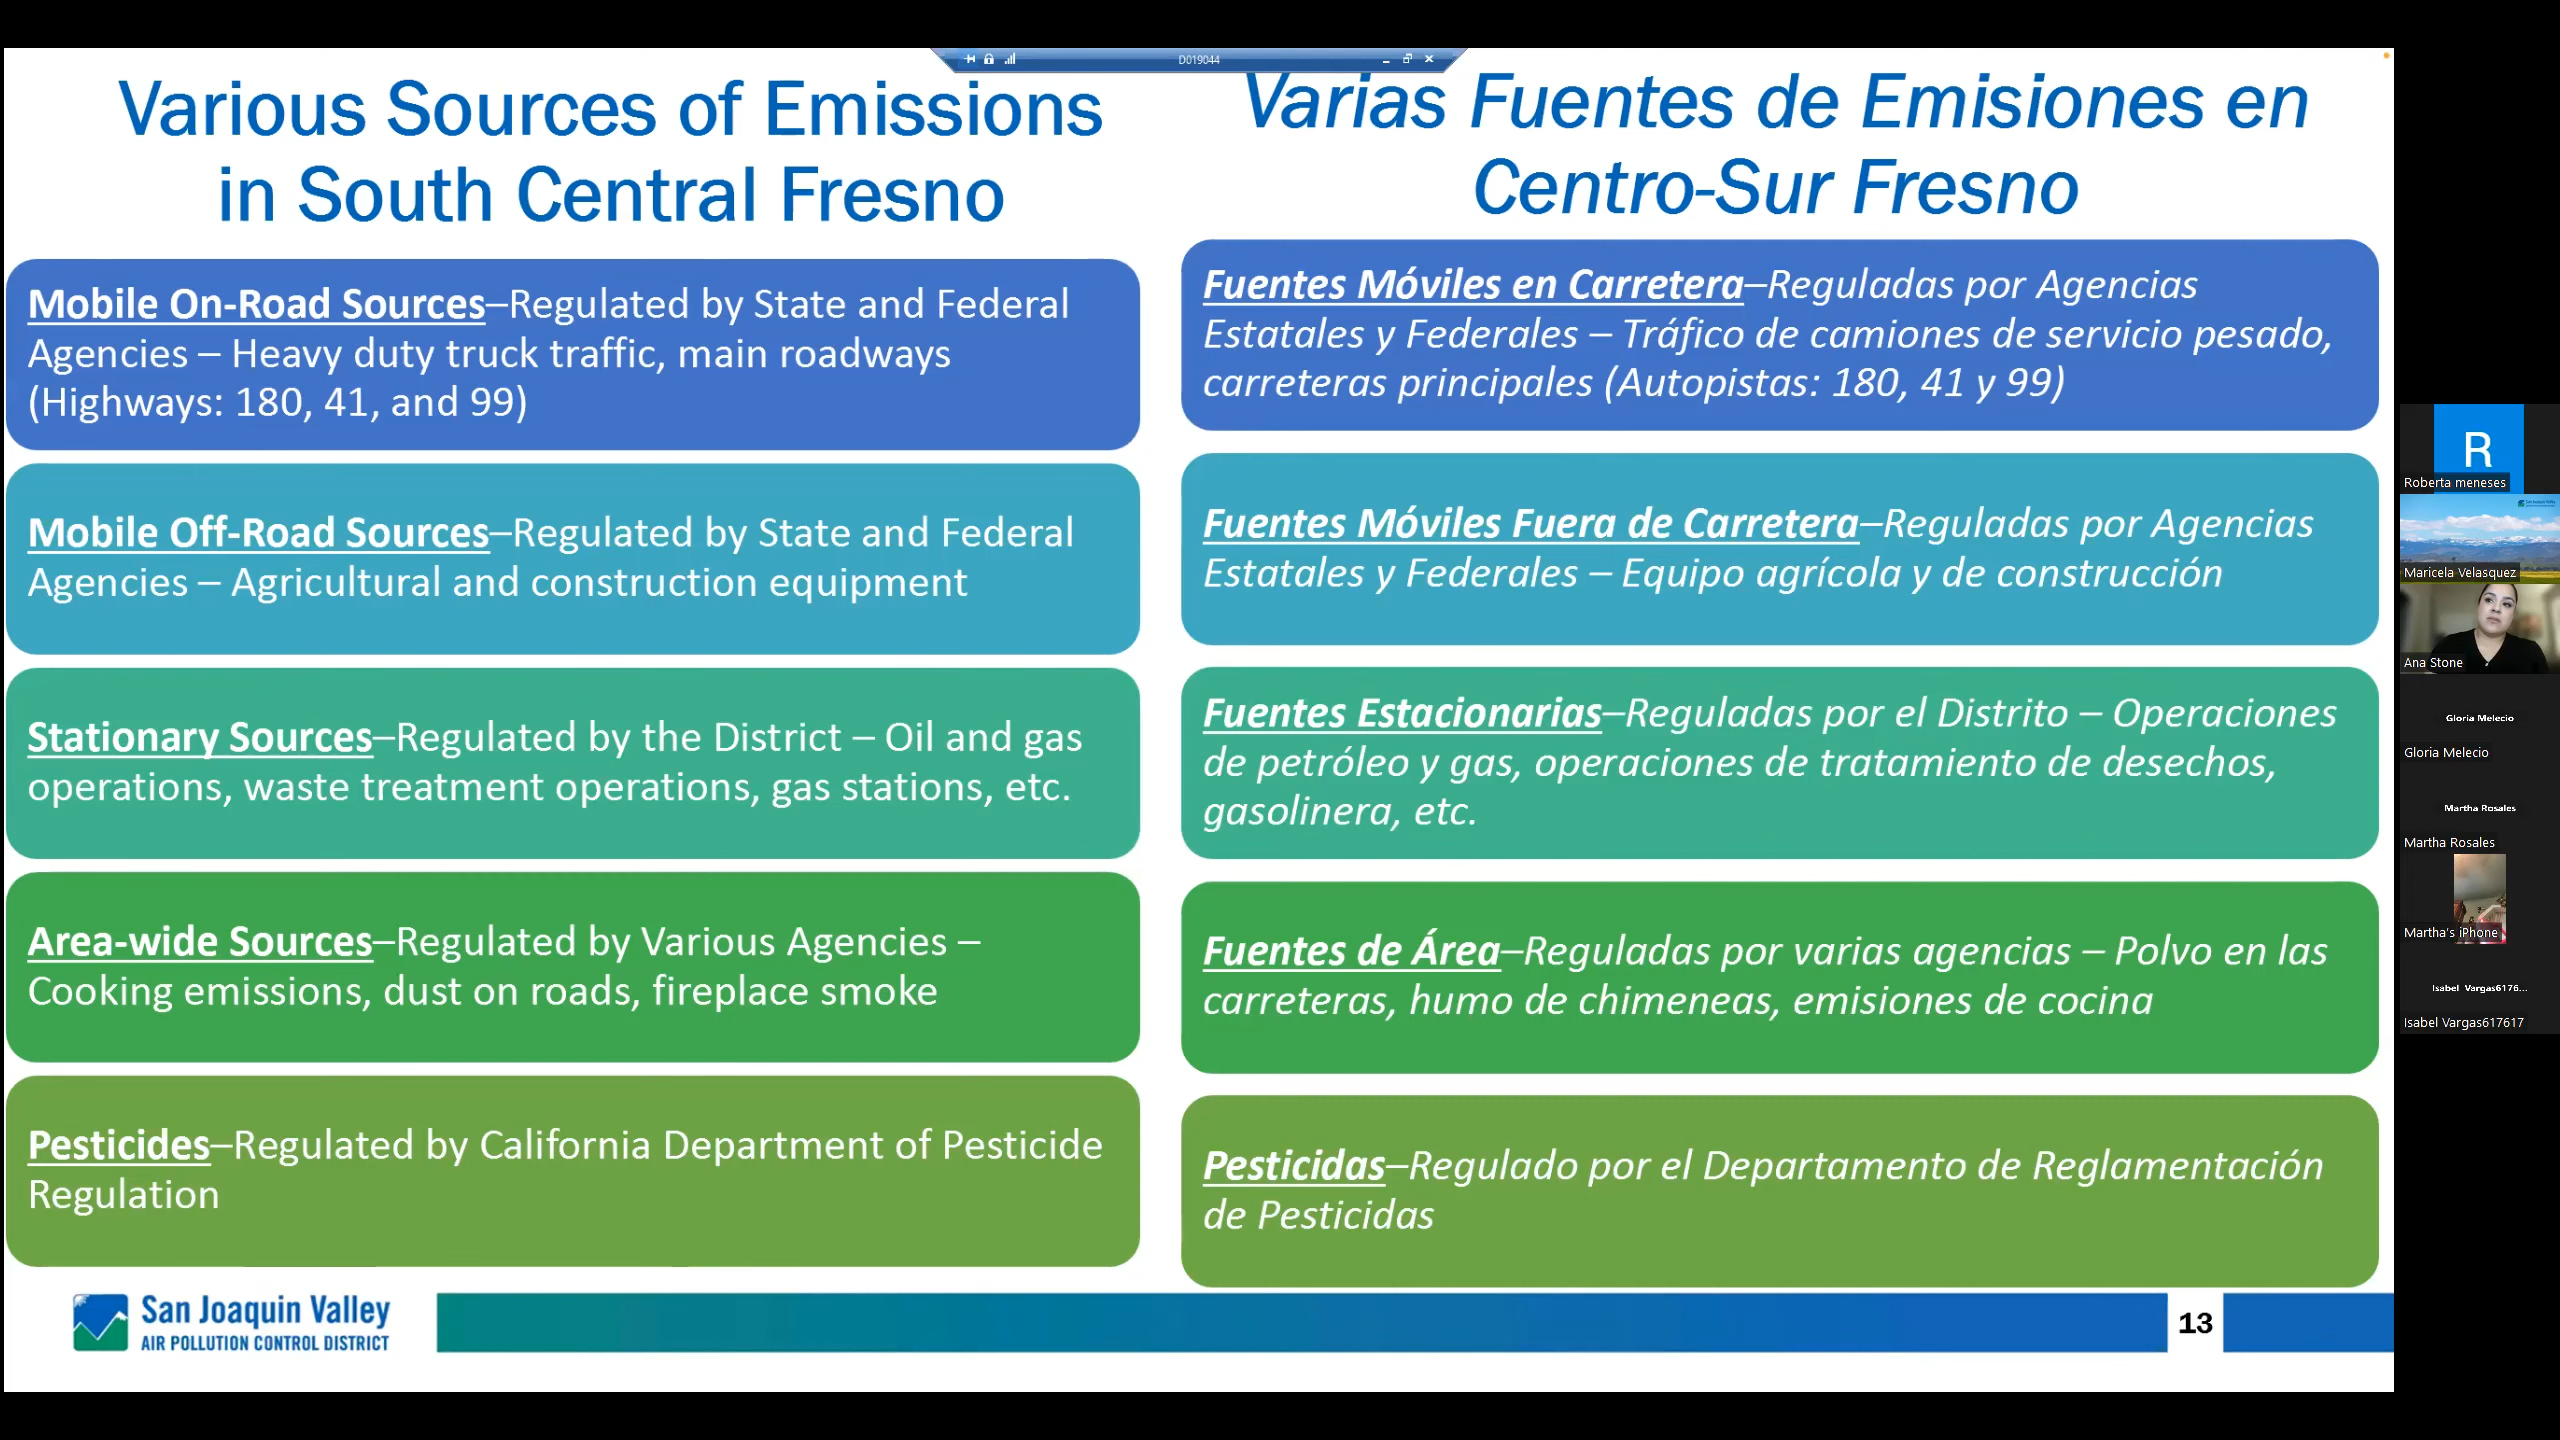 D019044
Various Sources of Emissions
in South Central Fresno
Mobile On-Road Sources–Regulated by State and Federal
Agencies – Heavy duty truck traffic, main roadways
(Highways: 180, 41, and 99)
Mobile Off-Road Sources–Regulated by State and Federal
Agencies – Agricultural and construction equipment
Stationary Sources–Regulated by the District – Oil and gas
operations, waste treatment operations, gas stations, etc.
Area-wide Sources–Regulated by Various Agencies –
Cooking emissions, dust on roads, fireplace smoke
Pesticides–Regulated by California Department of Pesticide
Regulation
Varias Fuentes de Emisiones en
Centro-Sur Fresno
Fuentes Móviles en Carretera–Reguladas por Agencias
Estatales y Federales – Tráfico de camiones de servicio pesado,
carreteras principales (Autopistas: 180, 41 y 99)
Fuentes Móviles Fuera de Carretera–Reguladas por Agencias
Estatales y Federales – Equipo agrícola y de construcción
Fuentes Estacionarias–Reguladas por el Distrito – Operaciones
de petróleo y gas, operaciones de tratamiento de desechos,
gasolinera, etc.
Fuentes de Área–Reguladas por varias agencias – Polvo en las
carreteras, humo de chimeneas, emisiones de cocina
Pesticidas–Regulado por el Departamento de Reglamentación
de Pesticidas
San Joaquin Valley
AIR POLLUTION CONTROL DISTRICT
13
R
Roberta meneses
Maricela Velasquez
Ana Stone
Gloria Melecio
Gloria Melecio
Martha Rosales
Martha Rosales
Martha's iPhone
Isabel Vargas6176...
Isabel Vargas617617